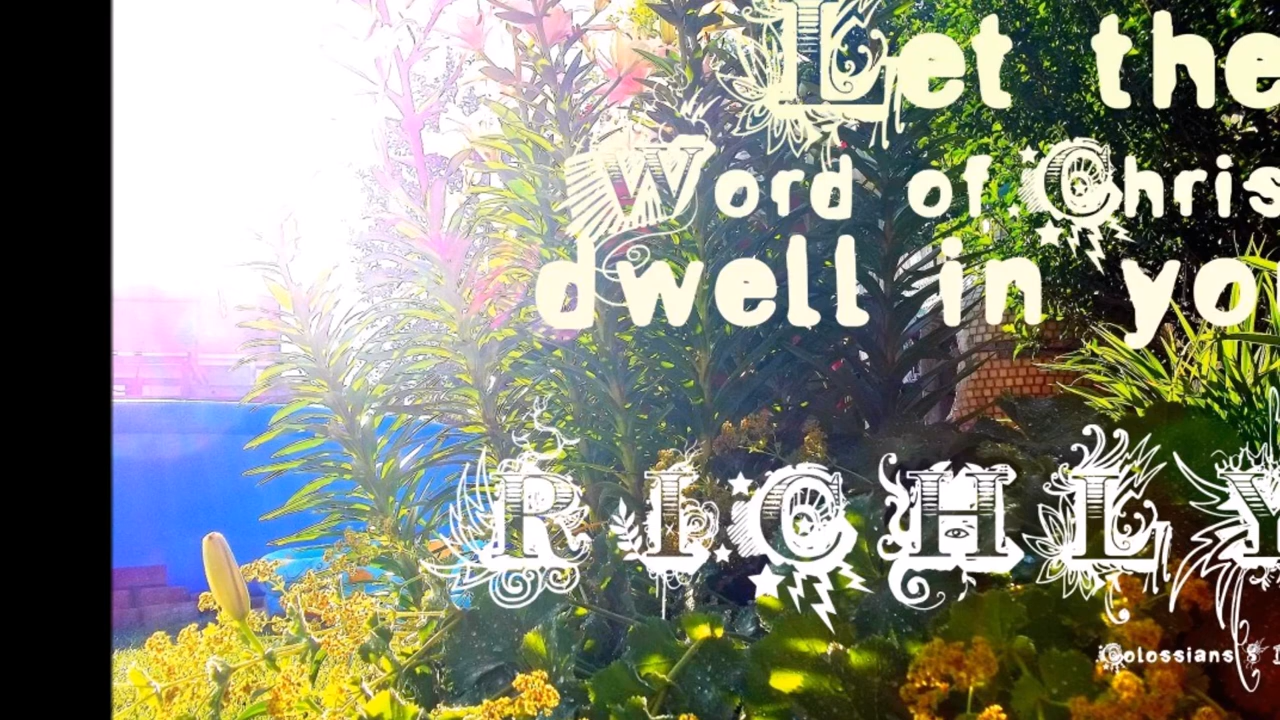 Let the
Word of Chris
dwell in yo
RICHLY
Colossians